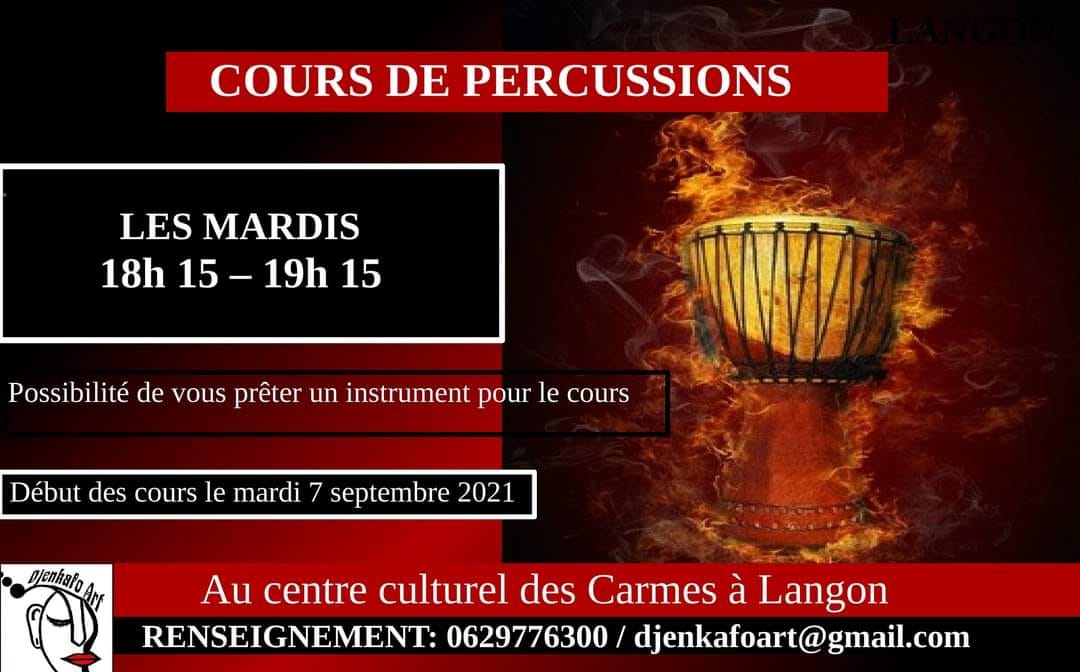 LANGON
COURS DE PERCUSSIONS
LES MARDIS
18h 15 – 19h 15
Possibilité de vous prêter un instrument pour le cours
Début des cours le mardi 7 septembre 2021
Djenkafo Art
Au centre culturel des Carmes à Langon
RENSEIGNEMENT: 0629776300 / djenkafoart@gmail.com